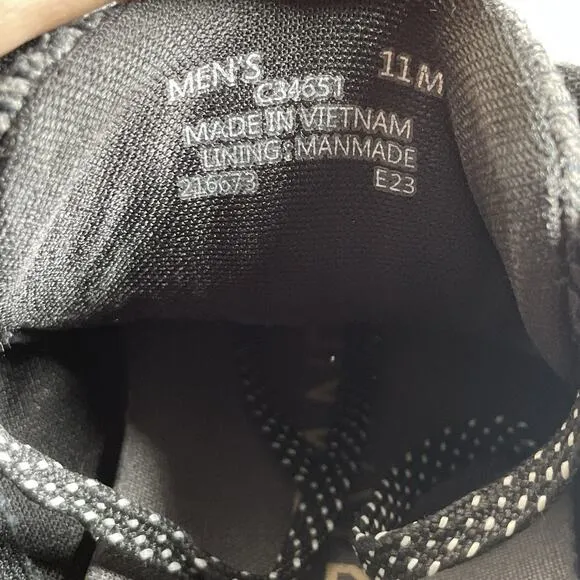 MEN'S 11 M
C34651
MADE IN VIETNAM
LINING : MANMADE
216673 E23